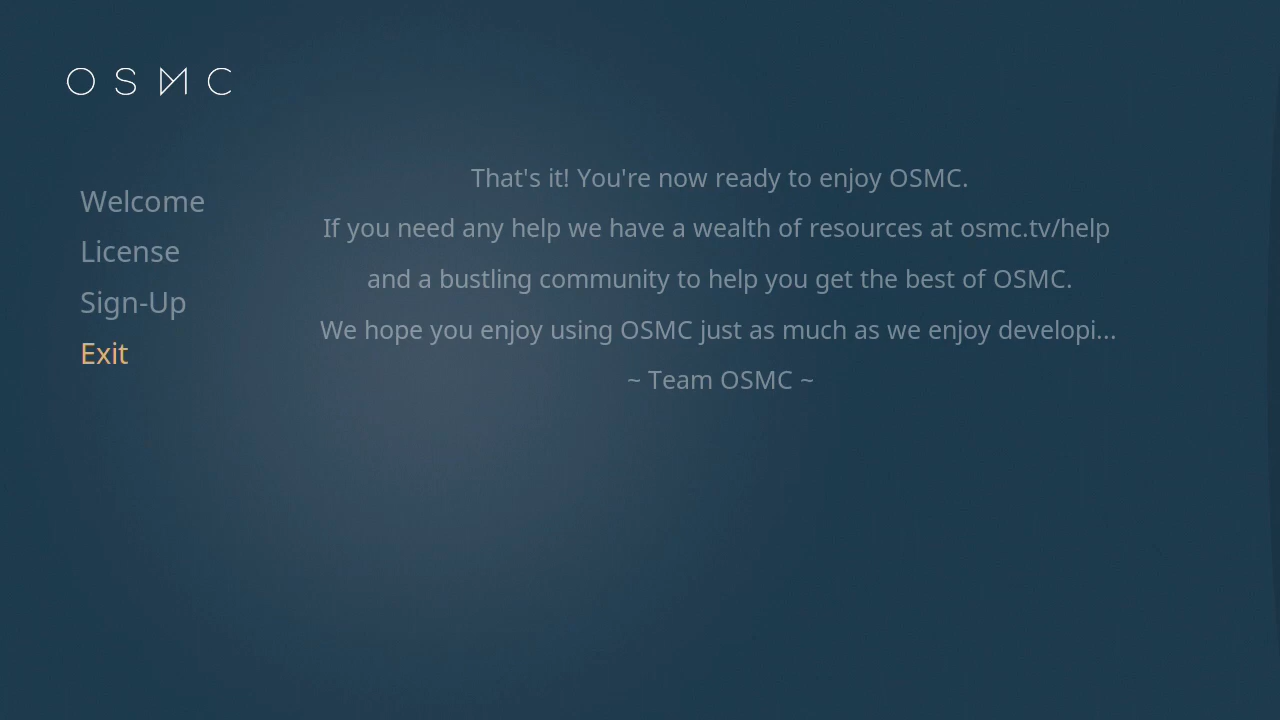 OSMC
Welcome
License
Sign-Up
Exit
That's it! You're now ready to enjoy OSMC.
If you need any help we have a wealth of resources at osmc.tv/help
and a bustling community to help you get the best of OSMC.
We hope you enjoy using OSMC just as much as we enjoy developi...
~ Team OSMC ~